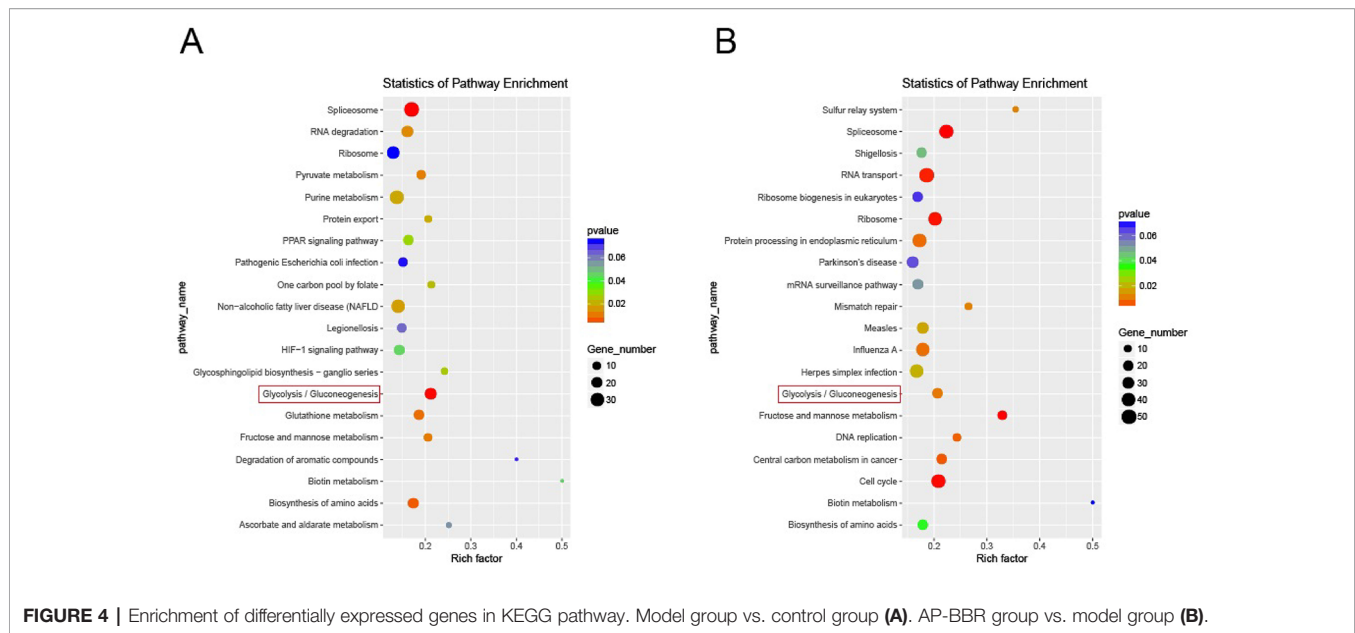 A
Statistics of Pathway Enrichment
pathway_name
Spliceosome
RNA degradation
Ribosome
Pyruvate metabolism
Purine metabolism
Protein export
PPAR signaling pathway
Pathogenic Escherichia coli infection
One carbon pool by folate
Non-alcoholic fatty liver disease (NAFLD
Legionellosis
HIF-1 signaling pathway
Glycosphingolipid biosynthesis - ganglio series
Glycolysis / Gluconeogenesis
Glutathione metabolism
Fructose and mannose metabolism
Degradation of aromatic compounds
Biotin metabolism
Biosynthesis of amino acids
Ascorbate and aldarate metabolism
0.2 0.3 0.4 0.5
Rich factor
pvalue
0.06
0.04
0.02
Gene_number
10
20
30
B
Statistics of Pathway Enrichment
pathway_name
Sulfur relay system
Spliceosome
Shigellosis
RNA transport
Ribosome biogenesis in eukaryotes
Ribosome
Protein processing in endoplasmic reticulum
Parkinson's disease
mRNA surveillance pathway
Mismatch repair
Measles
Influenza A
Herpes simplex infection
Glycolysis / Gluconeogenesis
Fructose and mannose metabolism
DNA replication
Central carbon metabolism in cancer
Cell cycle
Biotin metabolism
Biosynthesis of amino acids
0.2 0.3 0.4 0.5
Rich factor
pvalue
0.06
0.04
0.02
Gene_number
10
20
30
40
50
FIGURE 4 | Enrichment of differentially expressed genes in KEGG pathway. Model group vs. control group (A). AP-BBR group vs. model group (B).